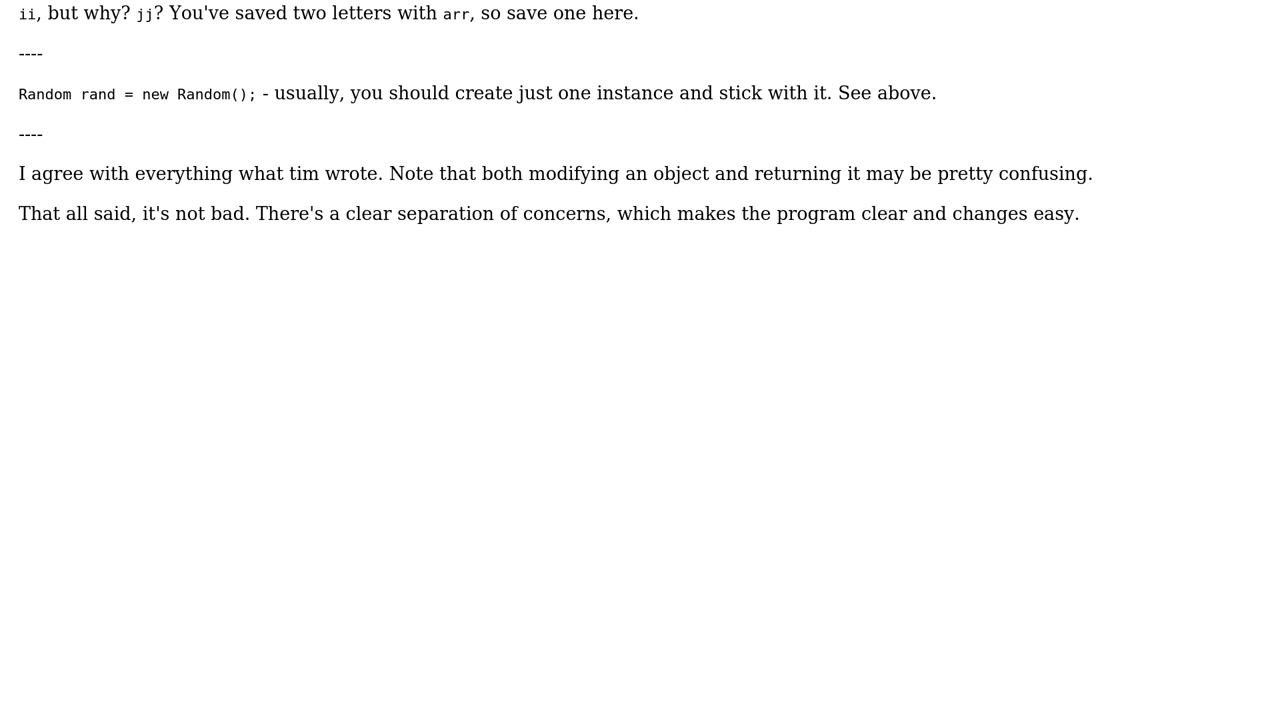 ii, but why? jj? You've saved two letters with arr, so save one here.
----
Random rand = new Random(); - usually, you should create just one instance and stick with it. See above.
----
I agree with everything what tim wrote. Note that both modifying an object and returning it may be pretty confusing.
That all said, it's not bad. There's a clear separation of concerns, which makes the program clear and changes easy.